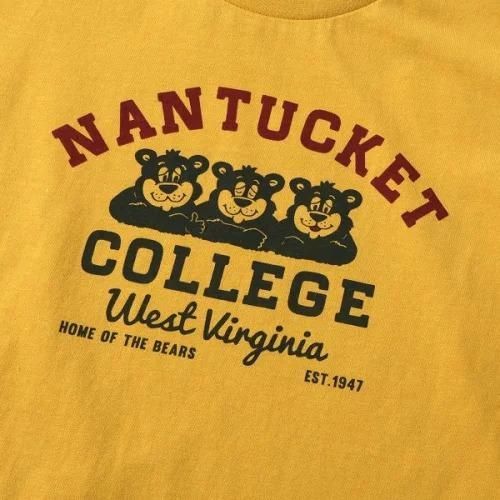 NANTUCKET
COLLEGE
West Virginia
HOME OF THE BEARS
EST.1947